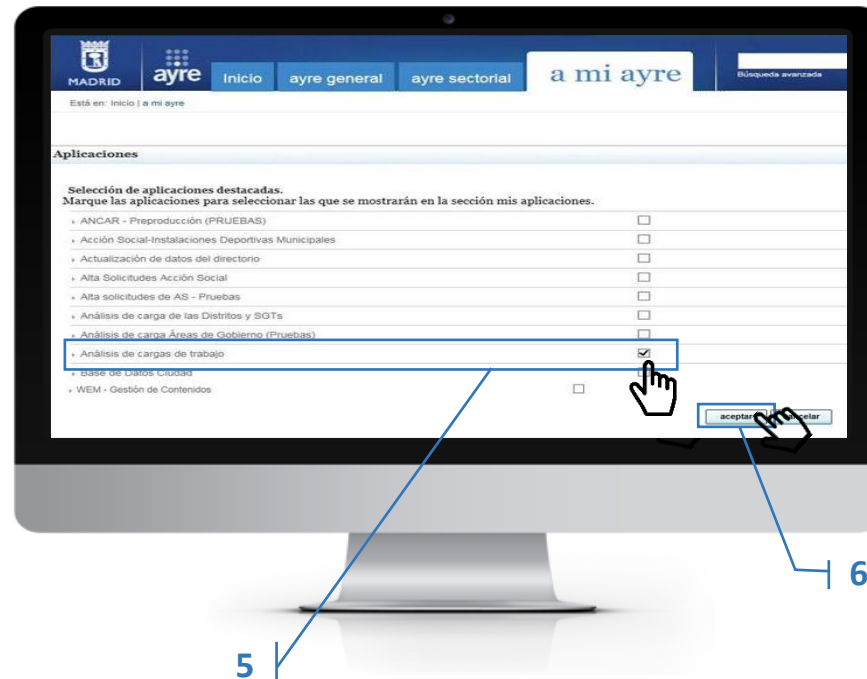 MADRID
ayre
Inicio
ayre general
ayre sectorial
a mi ayre
Búsqueda avanzada
Está en: Inicio | a mi ayre
Aplicaciones
Selección de aplicaciones destacadas.
Marque las aplicaciones para seleccionar las que se mostrarán en la sección mis aplicaciones.
ANCAR - Preproducción (PRUEBAS)
Acción Social-Instalaciones Deportivas Municipales
Actualización de datos del directorio
Alta Solicitudes Acción Social
Alta solicitudes de AS - Pruebas
Análisis de carga de las Distritos y SGTs
Análisis de carga Áreas de Gobierno (Pruebas)
Análisis de cargas de trabajo
Base de Datos Ciudad
WEM - Gestión de Contenidos
aceptar
6
5